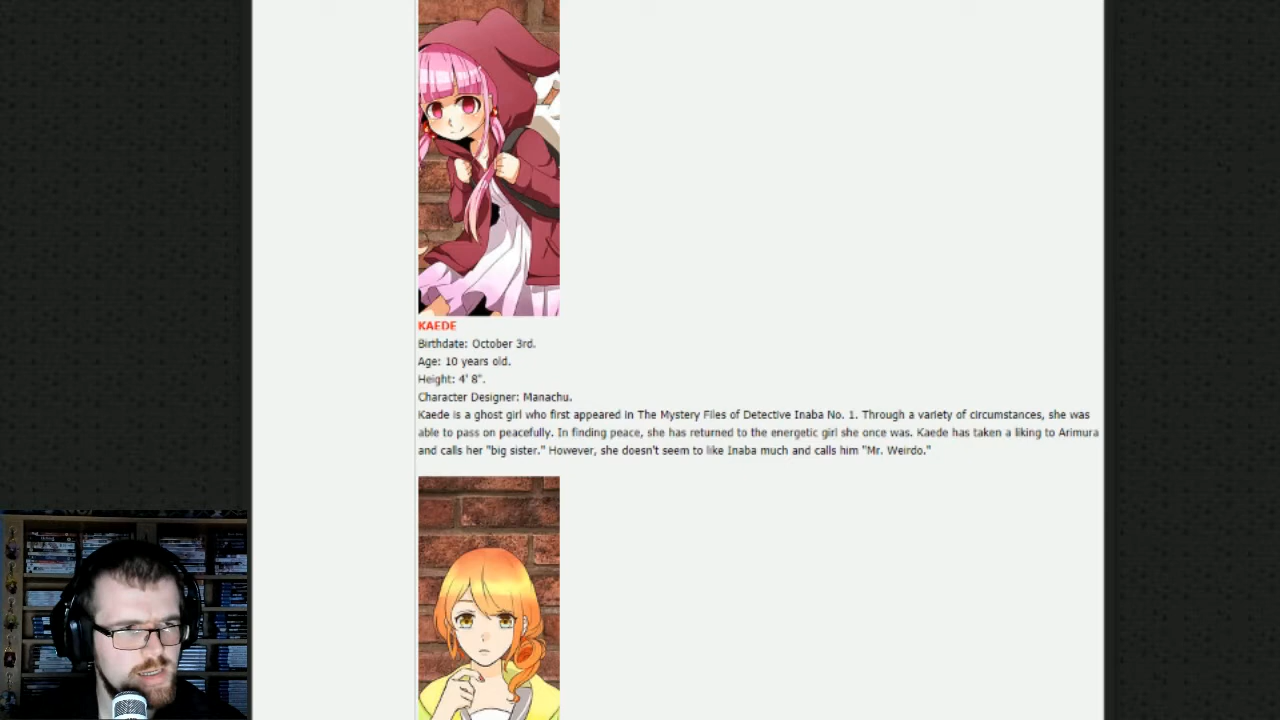 KAEDE
Birthdate: October 3rd.
Age: 10 years old.
Height: 4' 8".
Character Designer: Manachu.
Kaede is a ghost girl who first appeared in The Mystery Files of Detective Inaba No. 1. Through a variety of circumstances, she was
able to pass on peacefully. In finding peace, she has returned to the energetic girl she once was. Kaede has taken a liking to Arimura
and calls her "big sister." However, she doesn't seem to like Inaba much and calls him "Mr. Weirdo."